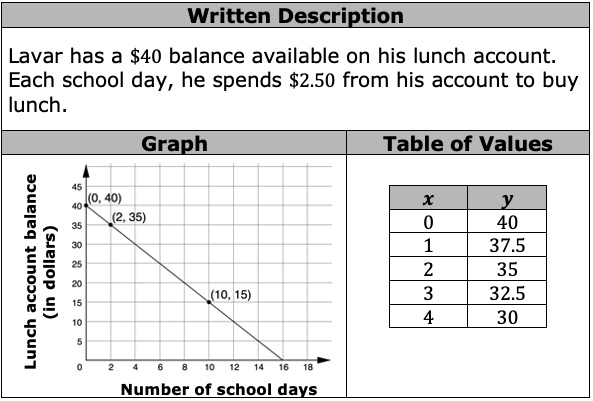 Written Description
Lavar has a $40 balance available on his lunch account.
Each school day, he spends $2.50 from his account to buy
lunch.
Graph
Lunch account balance
(in dollars)
45
40
35
30
25
20
15
10
5
(0, 40)
(2, 35)
(10, 15)
0 2 4 6 8 10 12 14 16 18
Number of school days
Table of Values
x y
0 40
1 37.5
2 35
3 32.5
4 30